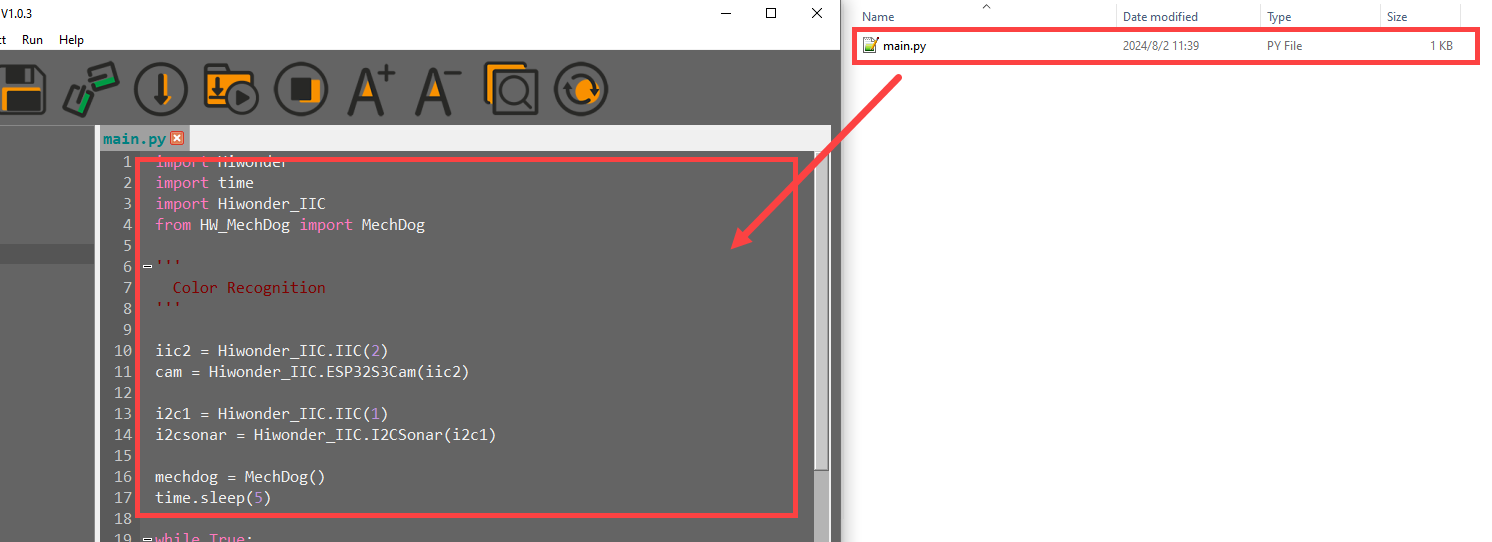 V1.0.3
ct Run Help
main.py
1 import Hiwonder
2 import time
3 import Hiwonder_IIC
4 from HW_MechDog import MechDog
5
6 '''
7 Color Recognition
8 '''
9
10 iic2 = Hiwonder_IIC.IIC(2)
11 cam = Hiwonder_IIC.ESP32S3Cam(iic2)
12
13 i2c1 = Hiwonder_IIC.IIC(1)
14 i2csonar = Hiwonder_IIC.I2CSonar(i2c1)
15
16 mechdog = MechDog()
17 time.sleep(5)
18
19 while True:
Name Date modified Type Size
main.py 2024/8/2 11:39 PY File 1 KB